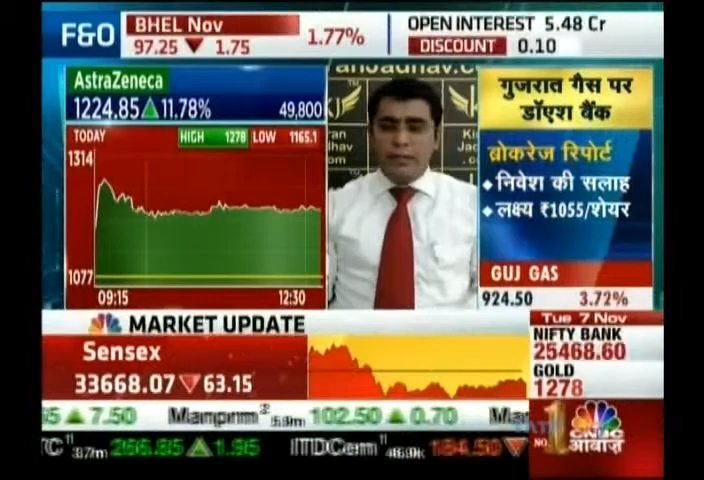 F&O
BHEL Nov
97.25 ▼ 1.75
1.77%
OPEN INTEREST 5.48 Cr
DISCOUNT 0.10
AstraZeneca
1224.85 ▲ 11.78%
49,800
TODAY
HIGH 1278 LOW 1165.1
1314
1077
09:15
12:30
गुजरात गैस पर
डॉएश बैंक
ब्रोकरेज रिपोर्ट
◆निवेश की सलाह
◆लक्ष्य ₹1055/शेयर
GUJ GAS
924.50 3.72%
MARKET UPDATE
Sensex
33668.07 ▼ 63.15
Tue 7 Nov
NIFTY BANK
25468.60
GOLD
1278
▲ 7.50
102.50 ▲ 0.70
▲ 1.95
ITDCem
NO. 1
CNBC
आवाज़